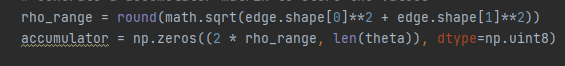 rho_range = round(math.sqrt(edge.shape[0]**2 + edge.shape[1]**2))
accumulator = np.zeros((2 * rho_range, len(theta)), dtype=np.uint8)